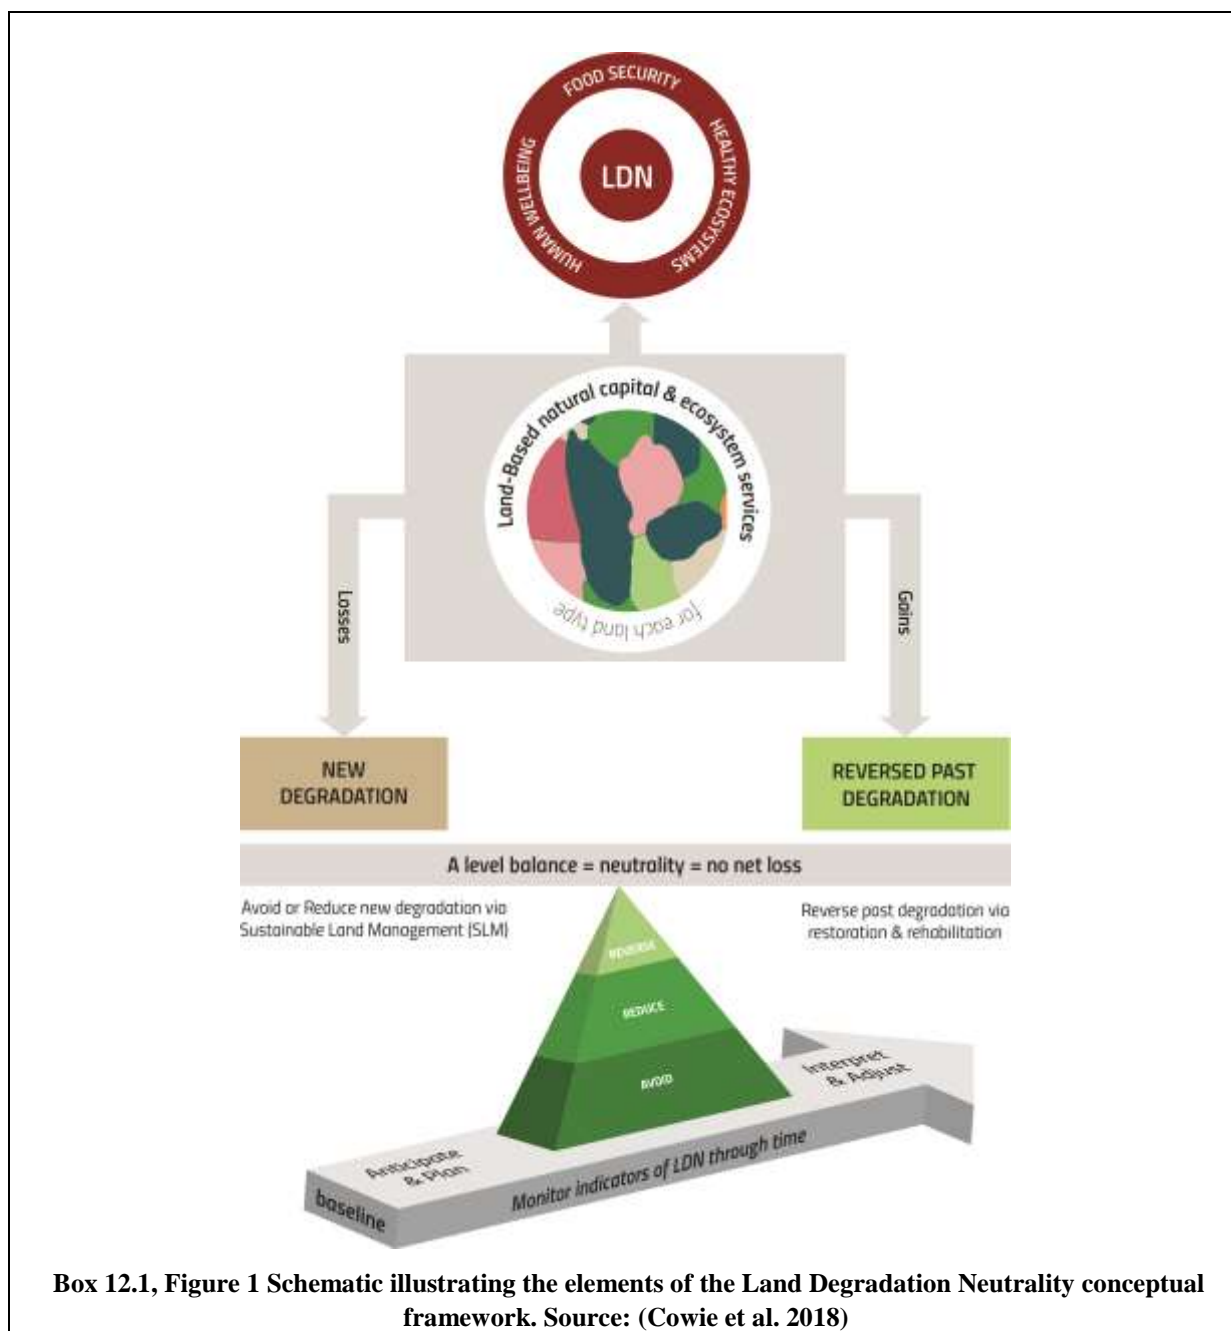 FOOD SECURITY
HUMAN WELLBEING
HEALTHY ECOSYSTEMS
LDN
Land-Based natural capital & ecosystem services
for each land type
Losses
Gains
NEW
DEGRADATION
REVERSED PAST
DEGRADATION
A level balance = neutrality = no net loss
Avoid or Reduce new degradation via
Sustainable Land Management (SLM)
Reverse past degradation via
restoration & rehabilitation
REVERSE
REDUCE
AVOID
Interpret
& Adjust
Anticipate
& Plan
Monitor indicators of LDN through time
baseline
Box 12.1, Figure 1 Schematic illustrating the elements of the Land Degradation Neutrality conceptual
framework. Source: (Cowie et al. 2018)